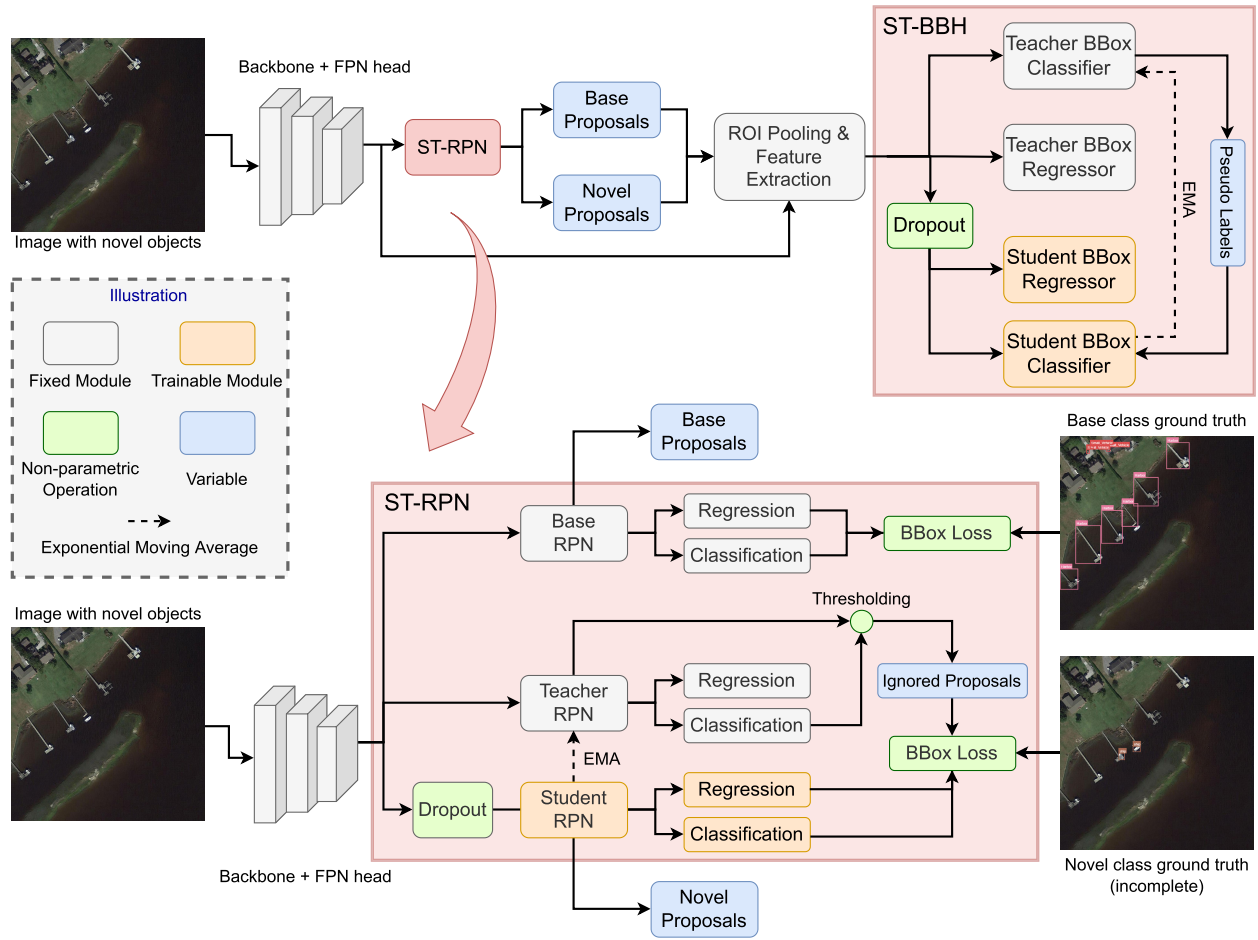 ST-BBH
Backbone + FPN head
Teacher BBox
Classifier
Base
Proposals
ST-RPN
ROI Pooling &
Feature
Extraction
Teacher BBox
Regressor
Novel
Proposals
EMA
Pseudo Labels
Dropout
Image with novel objects
Student BBox
Regressor
Student BBox
Classifier
Illustration
Fixed Module
Trainable Module
Non-parametric
Operation
Variable
Exponential Moving Average
Base
Proposals
Base class ground truth
ST-RPN
Base
RPN
Regression
Classification
BBox Loss
Thresholding
Image with novel objects
Teacher
RPN
Regression
Classification
Ignored Proposals
EMA
BBox Loss
Dropout
Student
RPN
Regression
Classification
Backbone + FPN head
Novel class ground truth
(incomplete)
Novel
Proposals